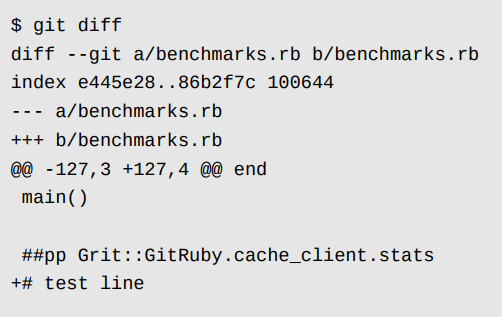 $ git diff
diff --git a/benchmarks.rb b/benchmarks.rb
index e445e28..86b2f7c 100644
--- a/benchmarks.rb
+++ b/benchmarks.rb
@@ -127,3 +127,4 @@ end
 main()

 ##pp Grit::GitRuby.cache_client.stats
+# test line